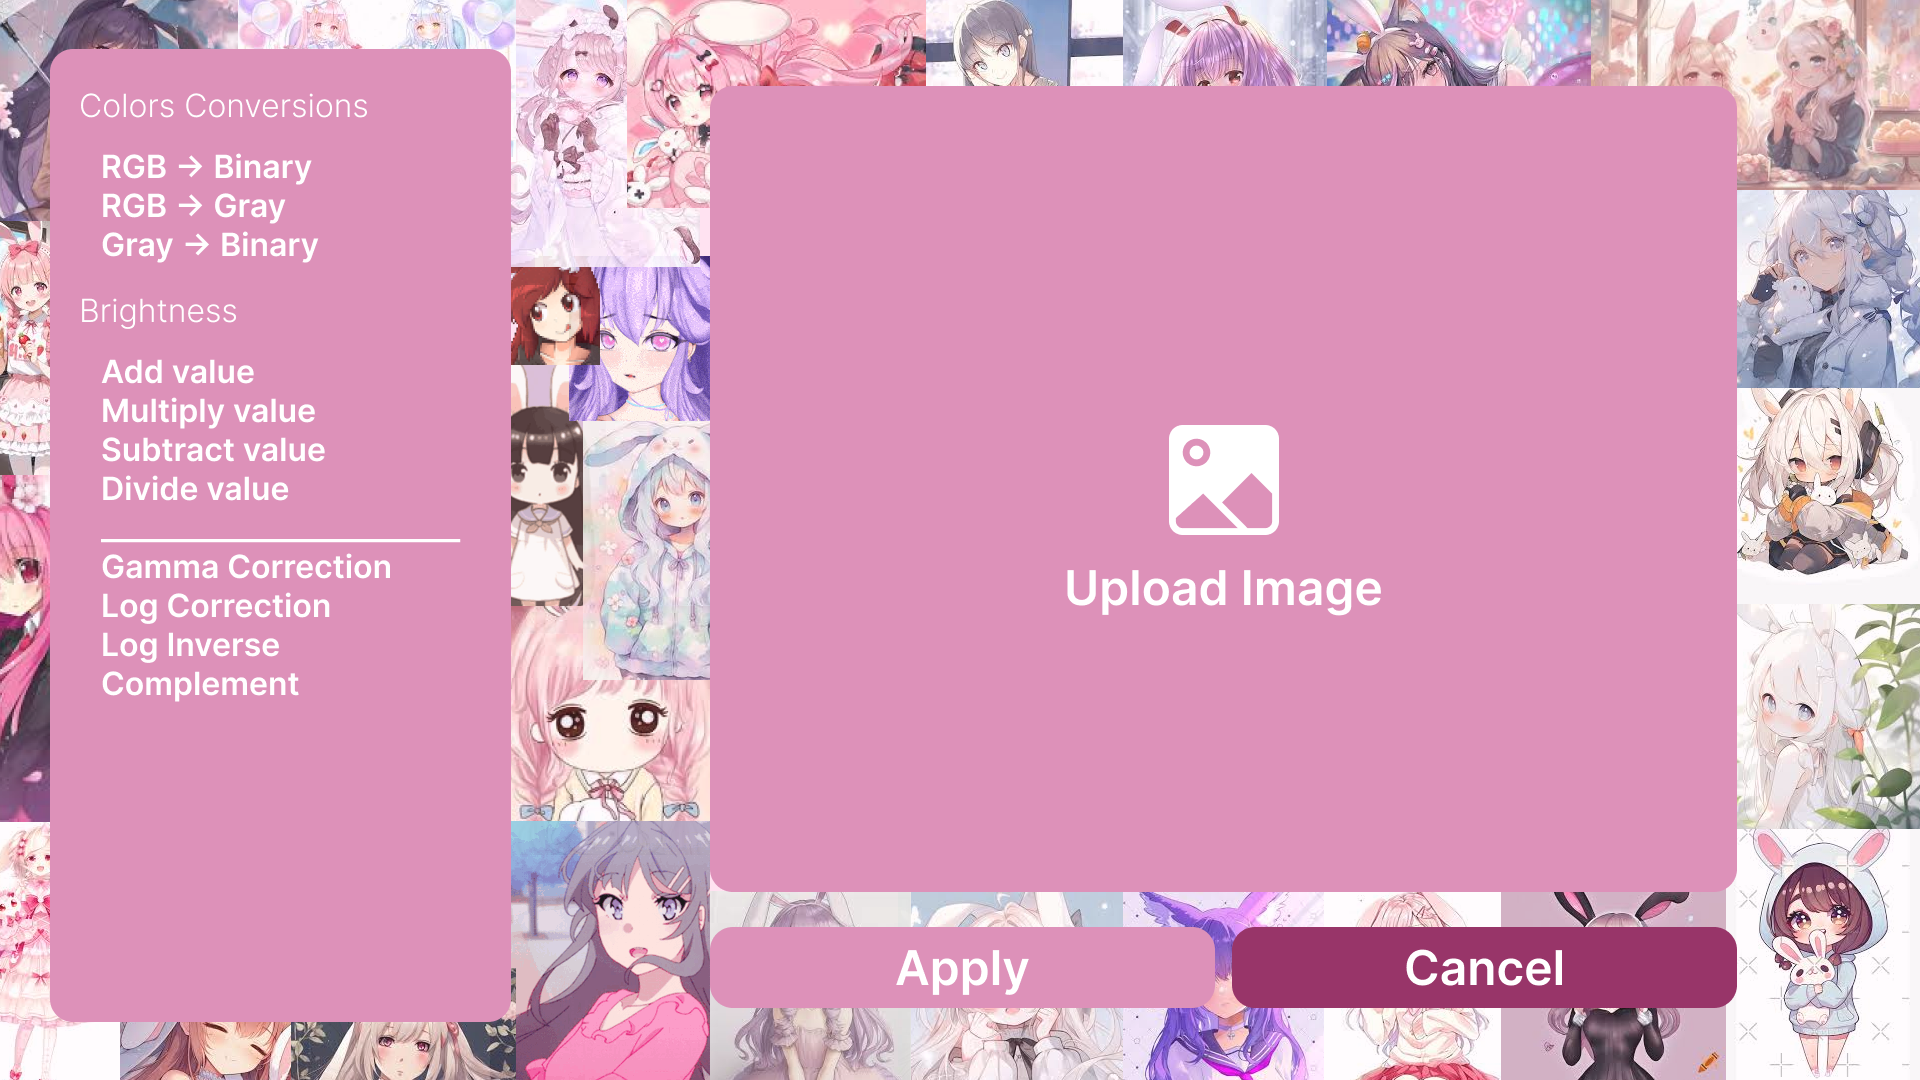 Colors Conversions
RGB → Binary
RGB → Gray
Gray → Binary
Brightness
Add value
Multiply value
Subtract value
Divide value
Gamma Correction
Log Correction
Log Inverse
Complement
Upload Image
Apply
Cancel